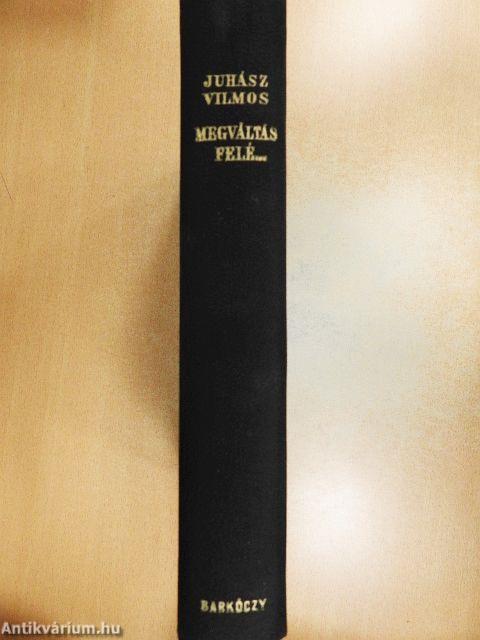 JUHÁSZ
VILMOS
MEGVÁLTÁS
FELÉ...
BARKÓCZY
Antikvárium.hu